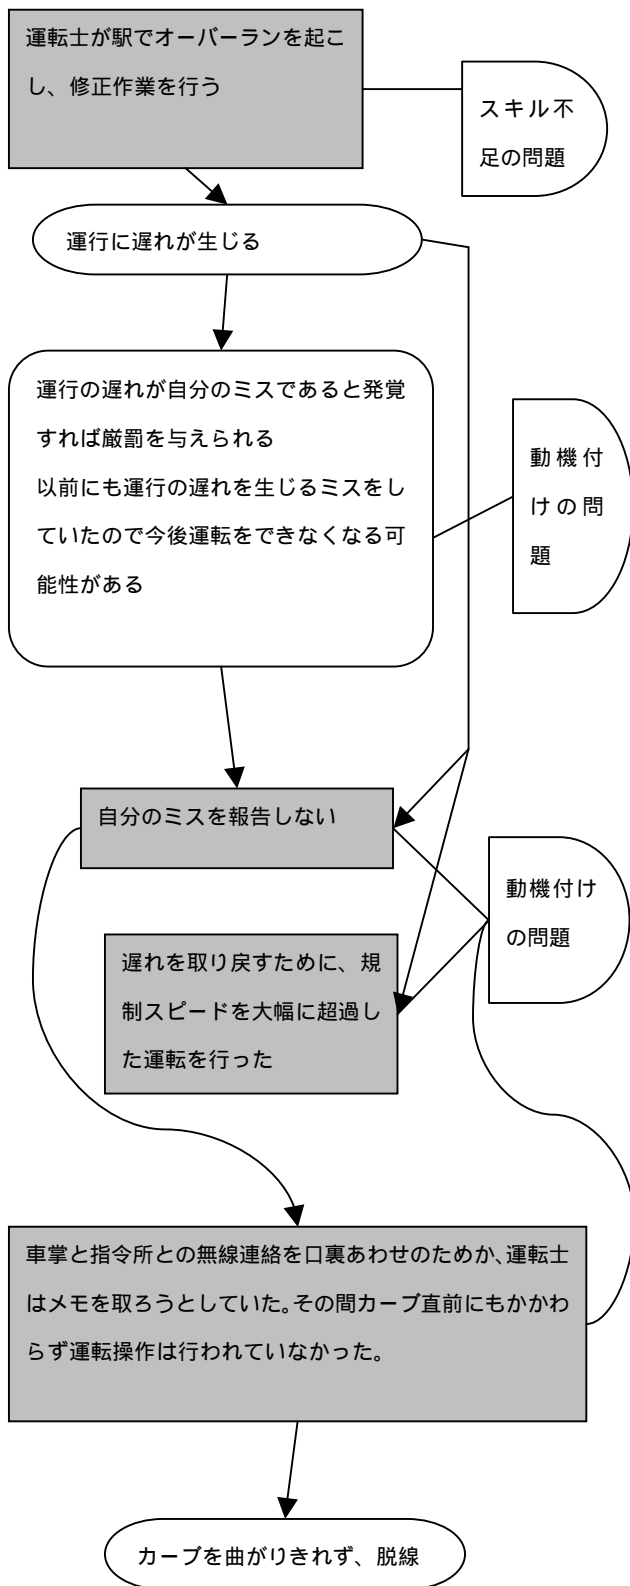 運転士が駅でオーバーランを起こ
し、修正作業を行う
スキル不
足の問題
運行に遅れが生じる
運行の遅れが自分のミスであると発覚
すれば厳罰を与えられる
以前にも運行の遅れを生じるミスをし
ていたので今後運転をできなくなる可
能性がある
動機付
けの問
題
自分のミスを報告しない
動機付け
の問題
遅れを取り戻すために、規
制スピードを大幅に超過し
た運転を行った
車掌と指令所との無線連絡を口裏あわせのためか、運転士
はメモを取ろうとしていた。その間カーブ直前にもかかわ
らず運転操作は行われていなかった。
カーブを曲がりきれず、脱線